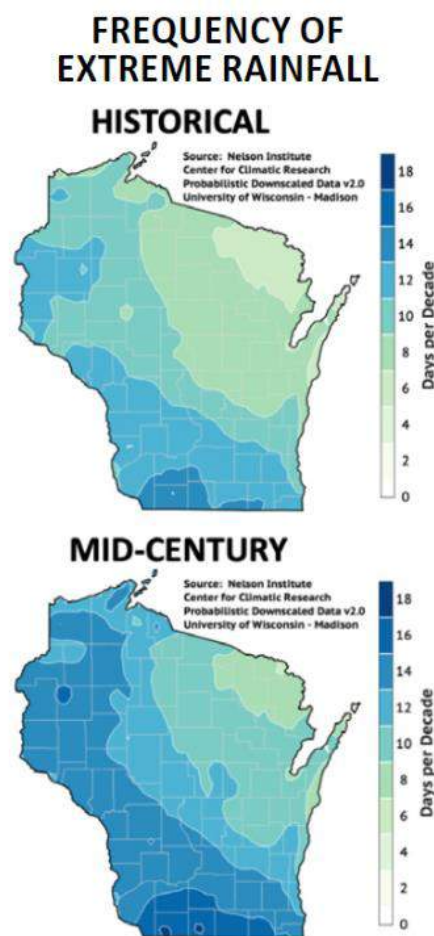 FREQUENCY OF
EXTREME RAINFALL
HISTORICAL
Source: Nelson Institute
Center for Climatic Research
Probabilistic Downscaled Data v2.0
University of Wisconsin - Madison
18
16
14
12
10
8
6
4
2
0
Days per Decade
MID-CENTURY
Source: Nelson Institute
Center for Climatic Research
Probabilistic Downscaled Data v2.0
University of Wisconsin - Madison
18
16
14
12
10
8
6
4
2
0
Days per Decade